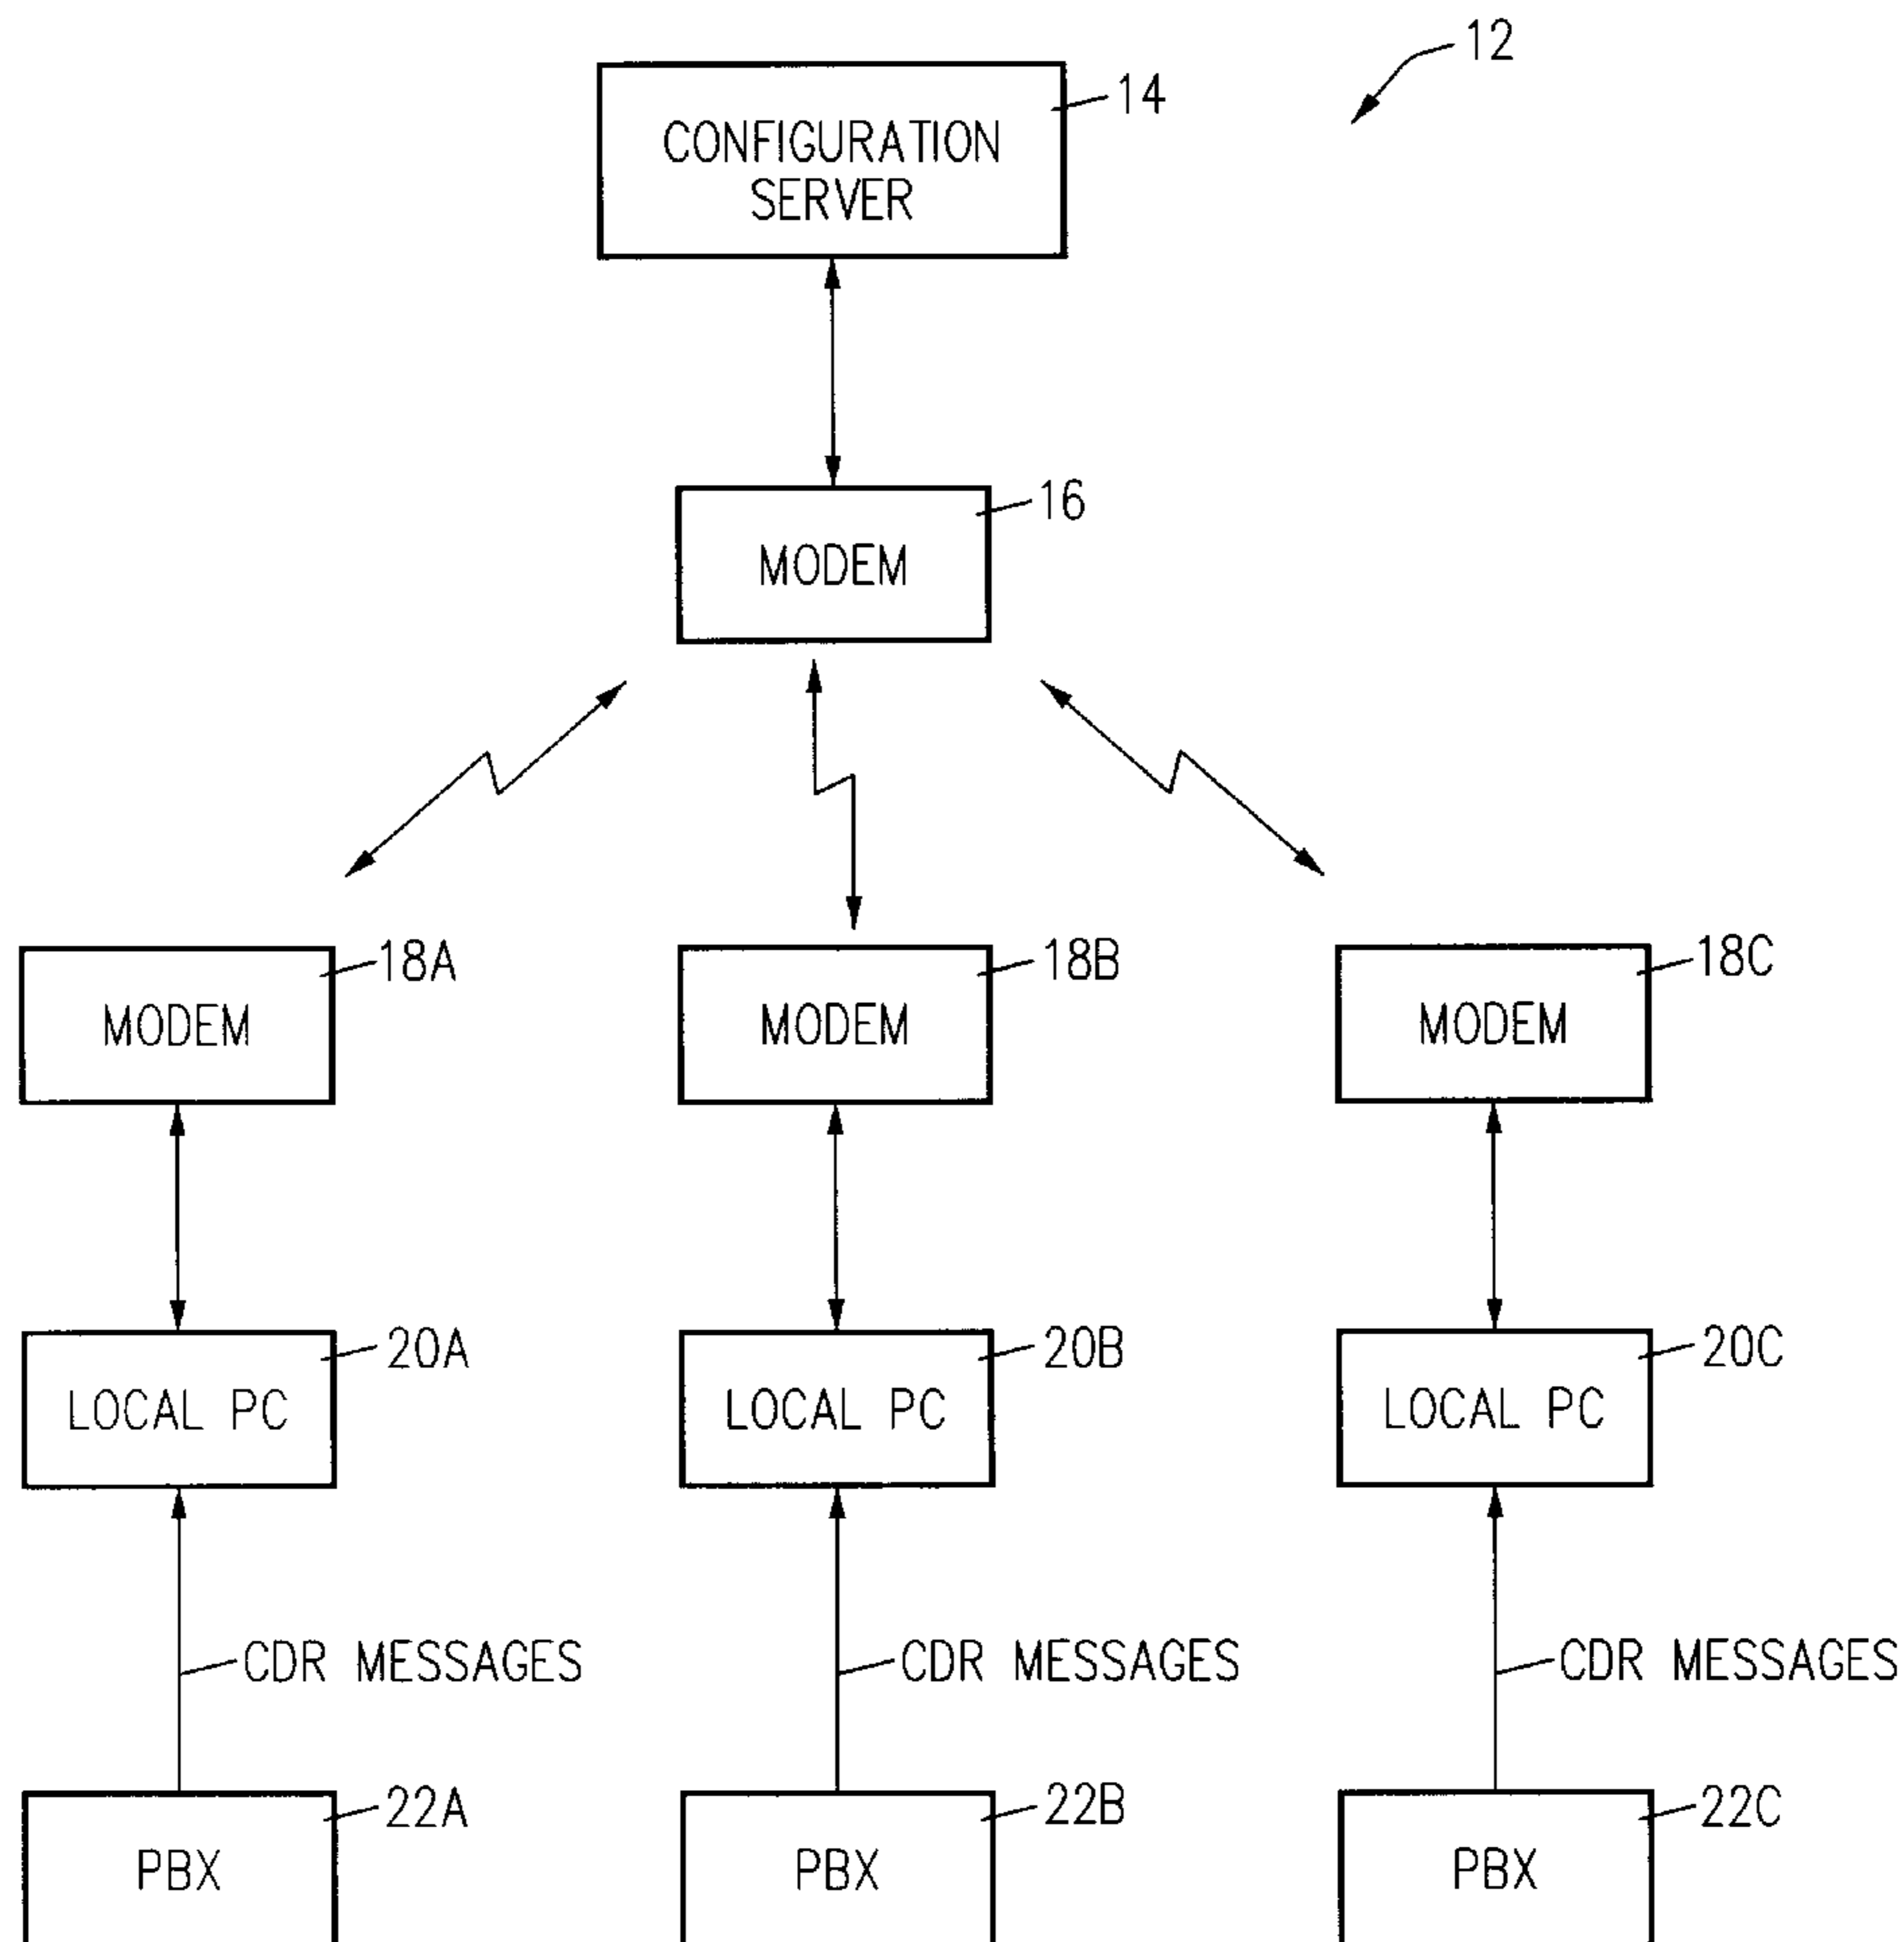 12
14
CONFIGURATION
SERVER
16
MODEM
18A
18B
18C
MODEM
MODEM
MODEM
20A
20B
20C
LOCAL PC
LOCAL PC
LOCAL PC
CDR MESSAGES
CDR MESSAGES
CDR MESSAGES
22A
22B
22C
PBX
PBX
PBX